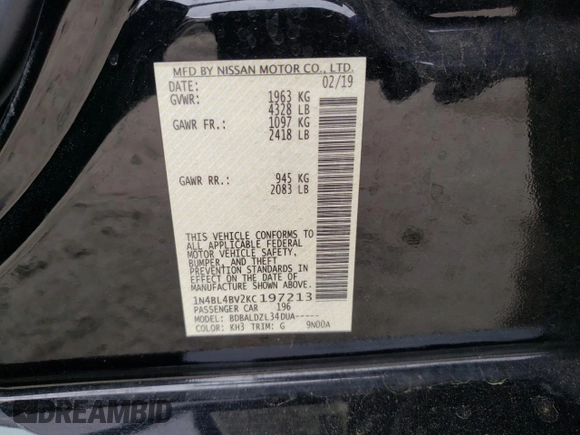 MFD BY NISSAN MOTOR CO., LTD.
DATE: 02/19
GVWR: 1963 KG
4328 LB
GAWR FR.: 1097 KG
2418 LB
GAWR RR.: 945 KG
2083 LB
THIS VEHICLE CONFORMS TO
ALL APPLICABLE FEDERAL
MOTOR VEHICLE SAFETY,
BUMPER, AND THEFT
PREVENTION STANDARDS IN
EFFECT ON THE DATE OF
MANUFACTURE SHOWN ABOVE.
1N4BL4BV2KC197213
PASSENGER CAR 196
MODEL: BDBALDZL34DUA-----
COLOR: KH3 TRIM: G 9N00A
DREAMBID